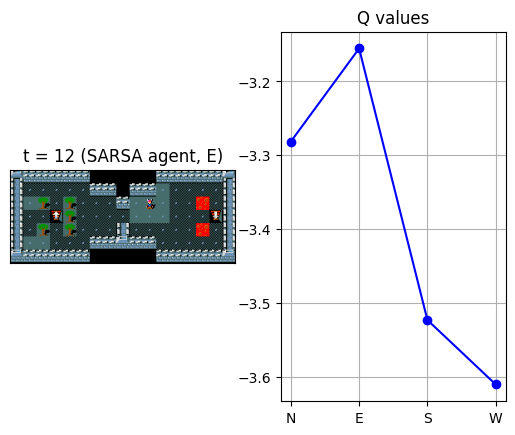 Q values
t = 12 (SARSA agent, E)
−3.2
−3.3
−3.4
−3.5
−3.6
N E S W